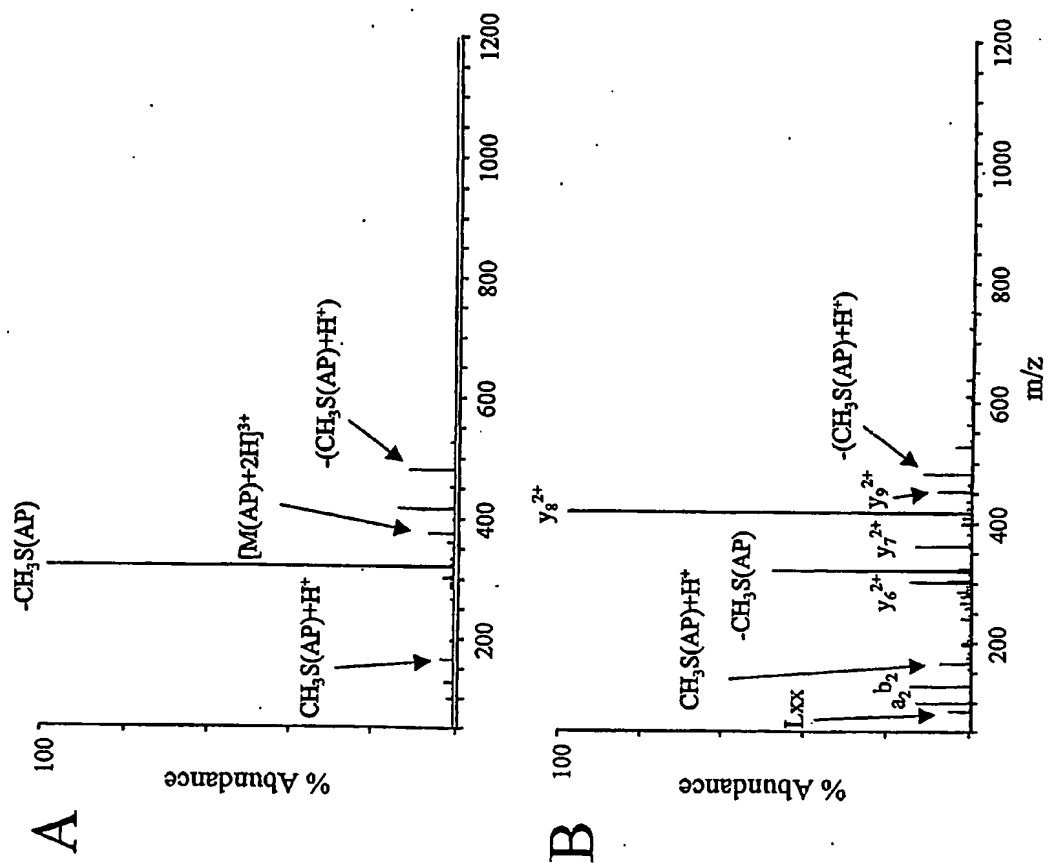 A
100
% Abundance
-CH₃S(AP)
[M(AP)+2H]³⁺
-(CH₃S(AP)+H⁺)
CH₃S(AP)+H⁺
200
400
600
800
1000
1200
B
100
% Abundance
y₈²⁺
-(CH₃S(AP)+H⁺)
-CH₃S(AP)
CH₃S(AP)+H⁺
y₉²⁺
y₇²⁺
y₆²⁺
Lxx
a₂
b₂
200
400
600
800
1000
1200
m/z